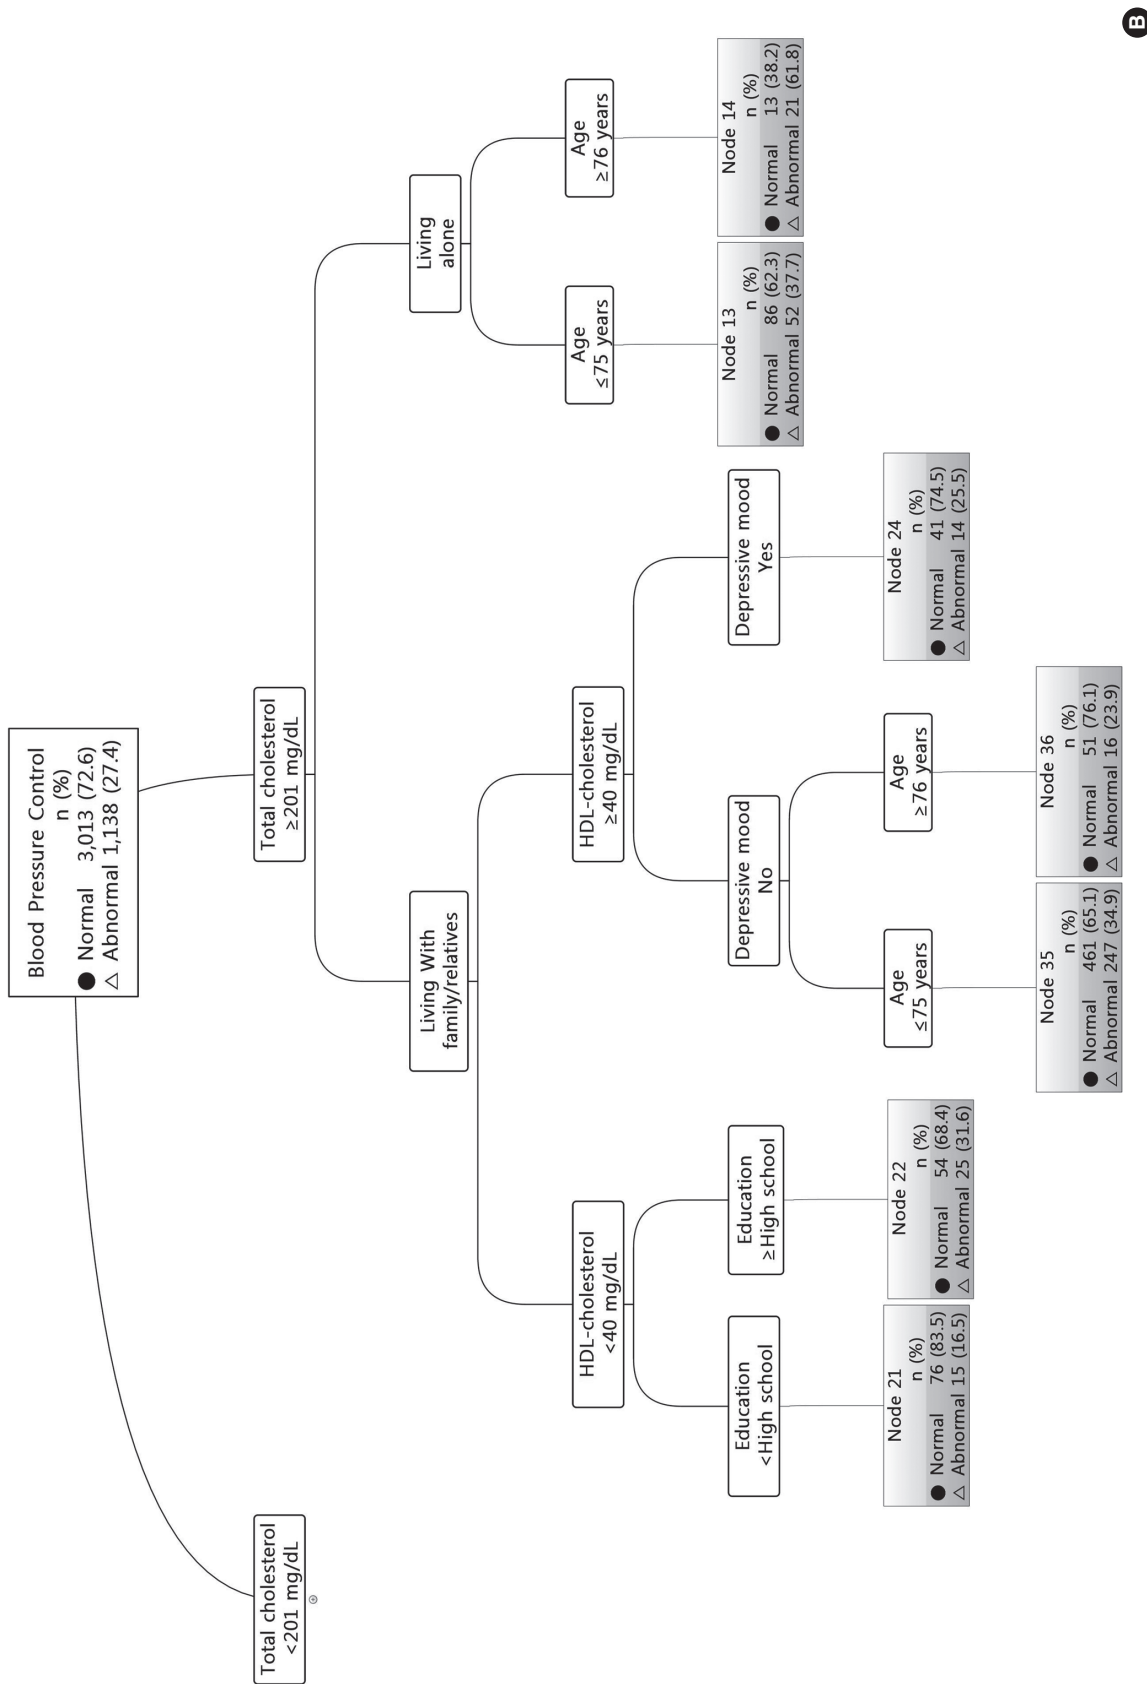 Blood Pressure Control
n (%)
● Normal 3,013 (72.6)
△ Abnormal 1,138 (27.4)
Total cholesterol
<201 mg/dL
Total cholesterol
≥201 mg/dL
Living With
family/relatives
Living
alone
HDL-cholesterol
<40 mg/dL
HDL-cholesterol
≥40 mg/dL
Age
≤75 years
Age
≥76 years
Education
<High school
Education
≥High school
Depressive mood
No
Depressive mood
Yes
Node 13
n (%)
● Normal 86 (62.3)
△ Abnormal 52 (37.7)
Node 14
n (%)
● Normal 13 (38.2)
△ Abnormal 21 (61.8)
Node 21
n (%)
● Normal 76 (83.5)
△ Abnormal 15 (16.5)
Node 22
n (%)
● Normal 54 (68.4)
△ Abnormal 25 (31.6)
Age
≤75 years
Age
≥76 years
Node 24
n (%)
● Normal 41 (74.5)
△ Abnormal 14 (25.5)
Node 35
n (%)
● Normal 461 (65.1)
△ Abnormal 247 (34.9)
Node 36
n (%)
● Normal 51 (76.1)
△ Abnormal 16 (23.9)
B